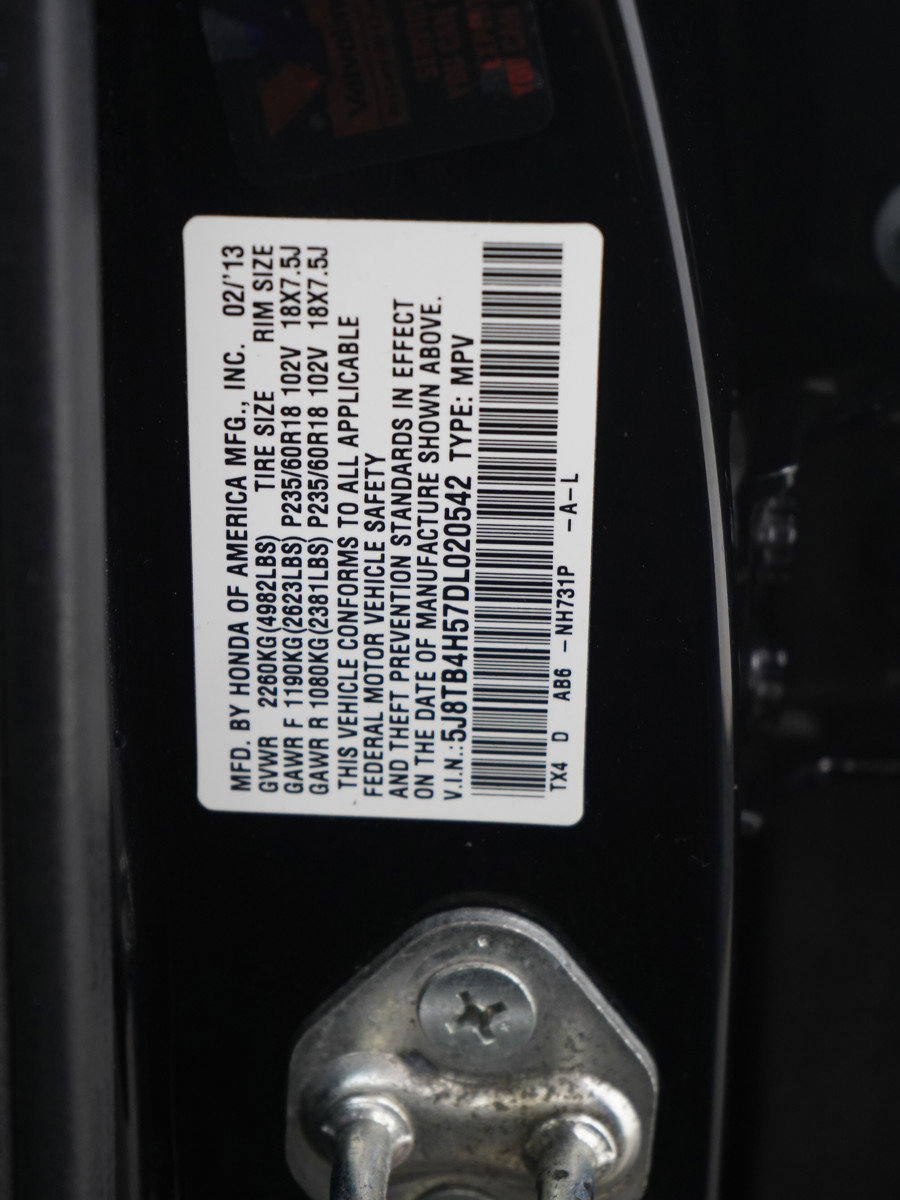 MFD. BY HONDA OF AMERICA MFG., INC. 02/'13
GVWR 2260KG(4982LBS) TIRE SIZE RIM SIZE
GAWR F 1190KG(2623LBS) P235/60R18 102V 18X7.5J
GAWR R 1080KG(2381LBS) P235/60R18 102V 18X7.5J
THIS VEHICLE CONFORMS TO ALL APPLICABLE
FEDERAL MOTOR VEHICLE SAFETY
AND THEFT PREVENTION STANDARDS IN EFFECT
ON THE DATE OF MANUFACTURE SHOWN ABOVE.
V.I.N.:5J8TB4H57DL020542 TYPE: MPV
TX4 D AB6 -NH731P -A-L